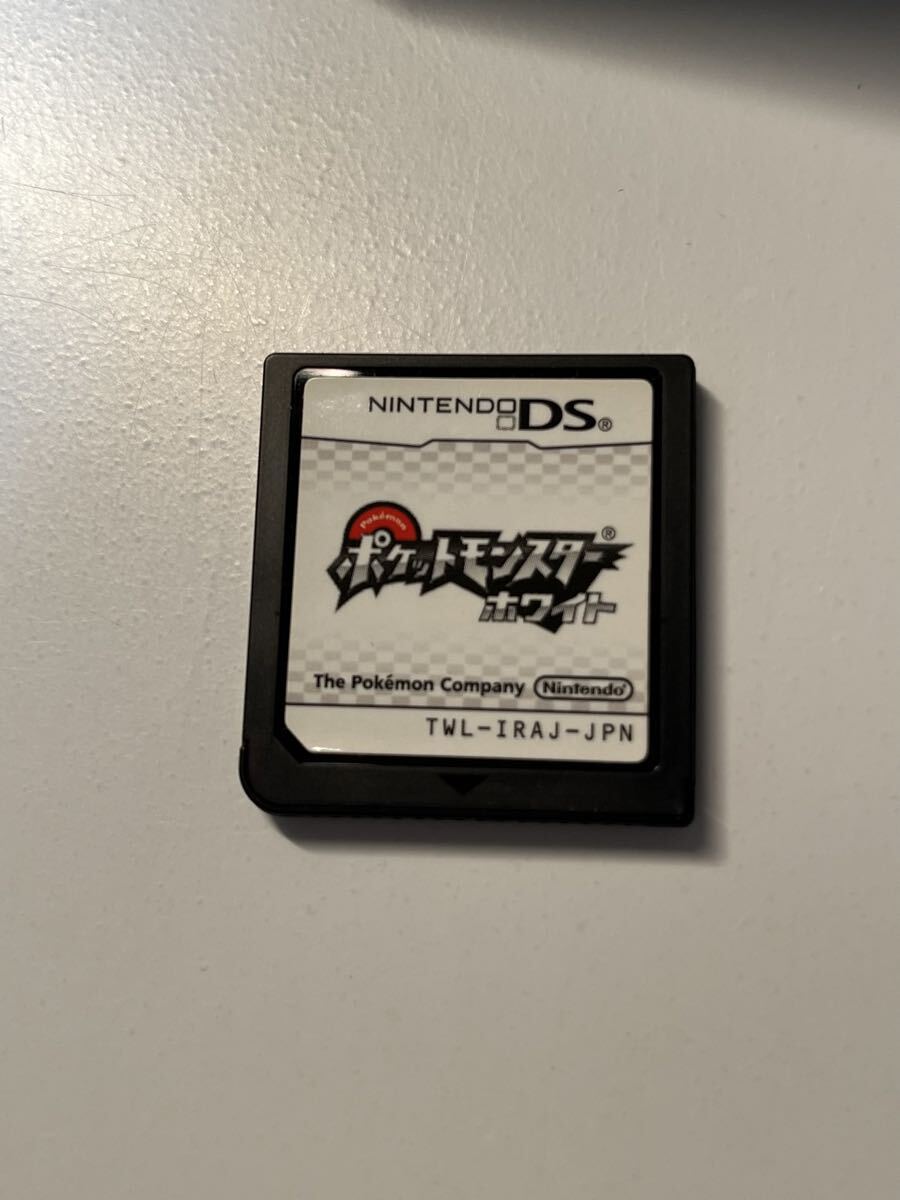 NINTENDO DS®
Pokémon
ポケットモンスター®
ホワイト
The Pokémon Company Nintendo®
TWL-IRAJ-JPN